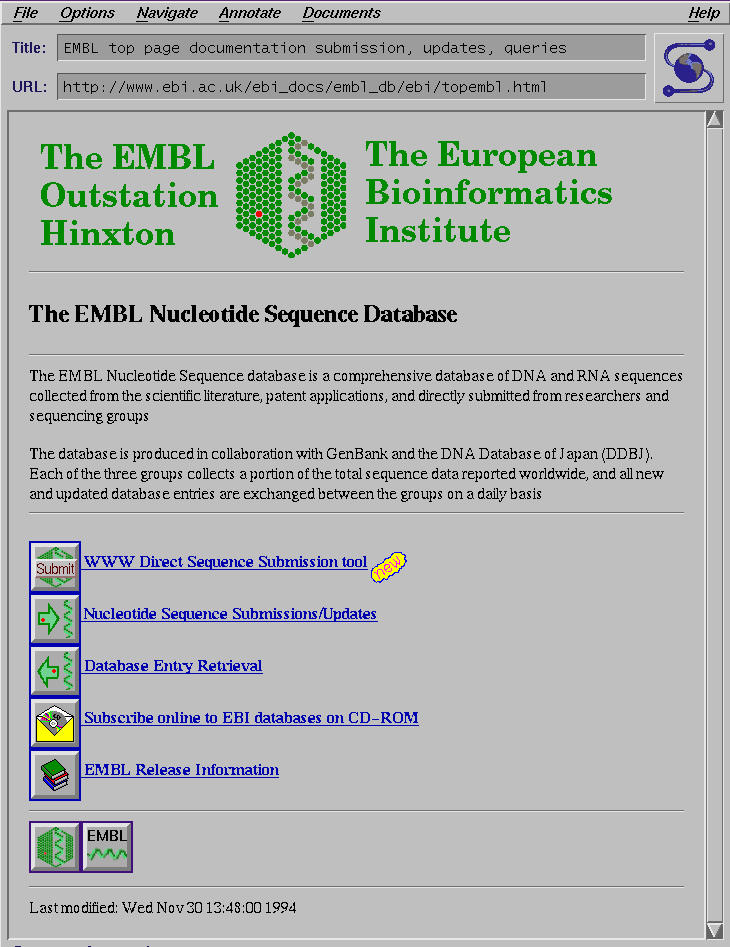 File Options Navigate Annotate Documents Help
Title: EMBL top page documentation submission, updates, queries
URL: http://www.ebi.ac.uk/ebi_docs/embl_db/ebi/topembl.html
The EMBL
Outstation
Hinxton
The European
Bioinformatics
Institute
The EMBL Nucleotide Sequence Database
The EMBL Nucleotide Sequence database is a comprehensive database of DNA and RNA sequences
collected from the scientific literature, patent applications, and directly submitted from researchers and
sequencing groups
The database is produced in collaboration with GenBank and the DNA Database of Japan (DDBJ).
Each of the three groups collects a portion of the total sequence data reported worldwide, and all new
and updated database entries are exchanged between the groups on a daily basis
Submit WWW Direct Sequence Submission tool new
Nucleotide Sequence Submissions/Updates
Database Entry Retrieval
Subscribe online to EBI databases on CD-ROM
EMBL Release Information
EMBL
Last modified: Wed Nov 30 13:48:00 1994